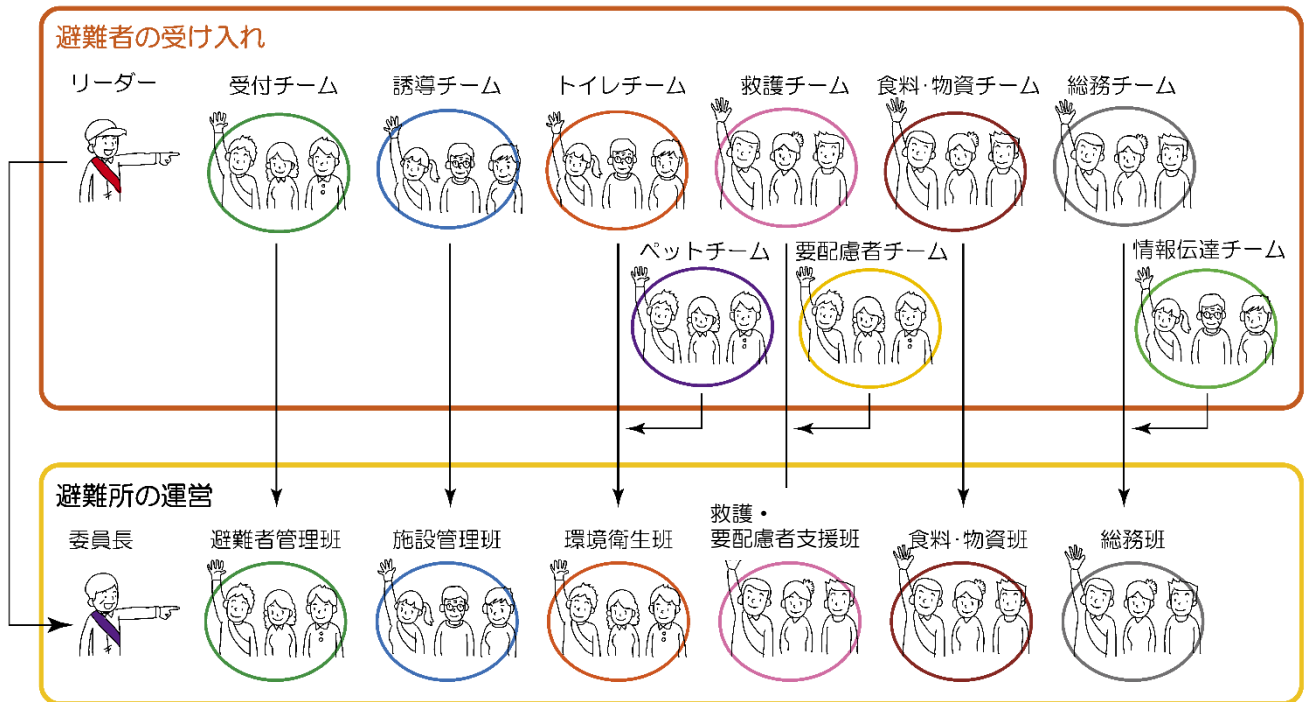 避難者の受け入れ
リーダー
受付チーム
誘導チーム
トイレチーム
救護チーム
食料・物資チーム
総務チーム
ペットチーム
要配慮者チーム
情報伝達チーム
避難所の運営
委員長
避難者管理班
施設管理班
環境衛生班
救護・
要配慮者支援班
食料・物資班
総務班